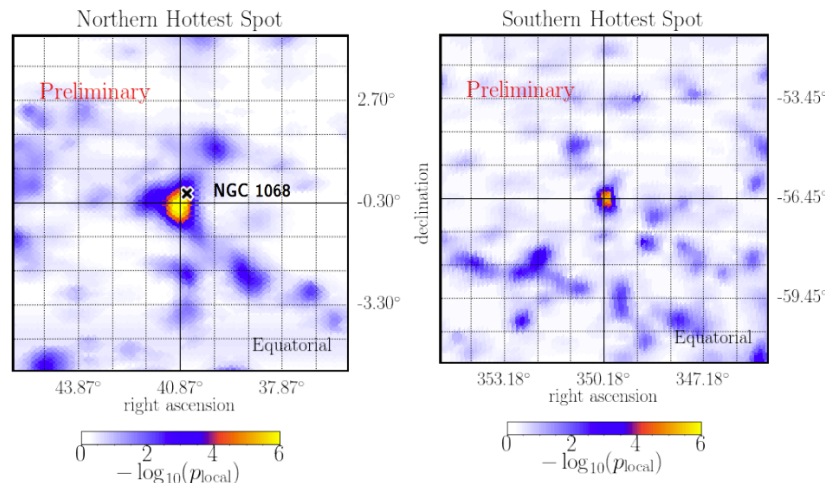 Northern Hottest Spot
Preliminary
2.70°
NGC 1068
-0.30°
-3.30°
Equatorial
43.87° 40.87° 37.87°
right ascension
0 2 4 6
− log₁₀(p_local)
Southern Hottest Spot
Preliminary
-53.45°
declination
-56.45°
-59.45°
Equatorial
353.18° 350.18° 347.18°
right ascension
0 2 4 6
− log₁₀(p_local)